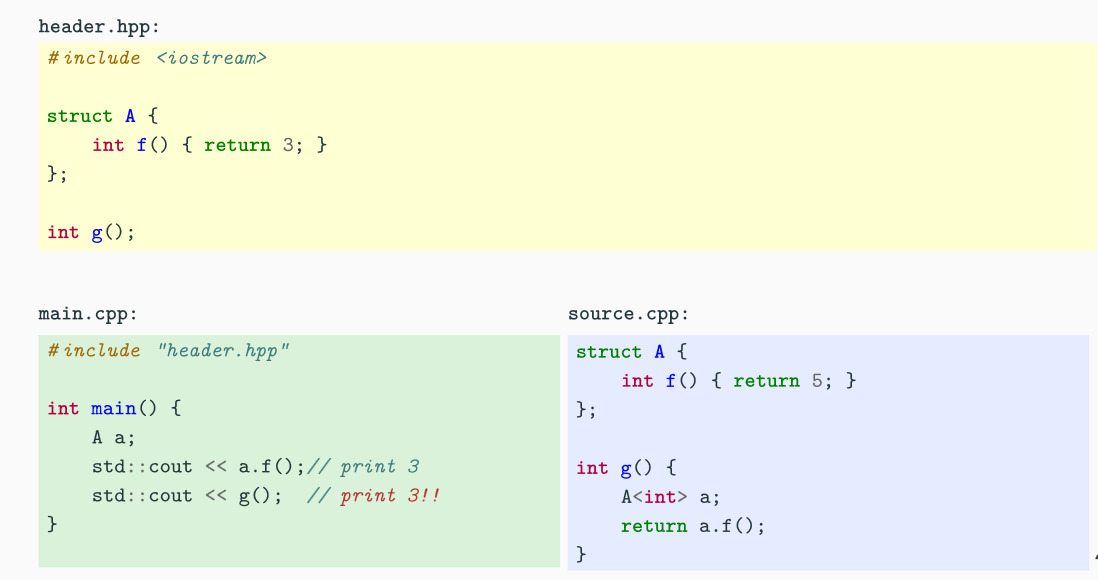 header.hpp:
#include <iostream>
struct A {
    int f() { return 3; }
};
int g();
main.cpp:
#include "header.hpp"
int main() {
    A a;
    std::cout << a.f();// print 3
    std::cout << g();  // print 3!!
}
source.cpp:
struct A {
    int f() { return 5; }
};
int g() {
    A<int> a;
    return a.f();
}